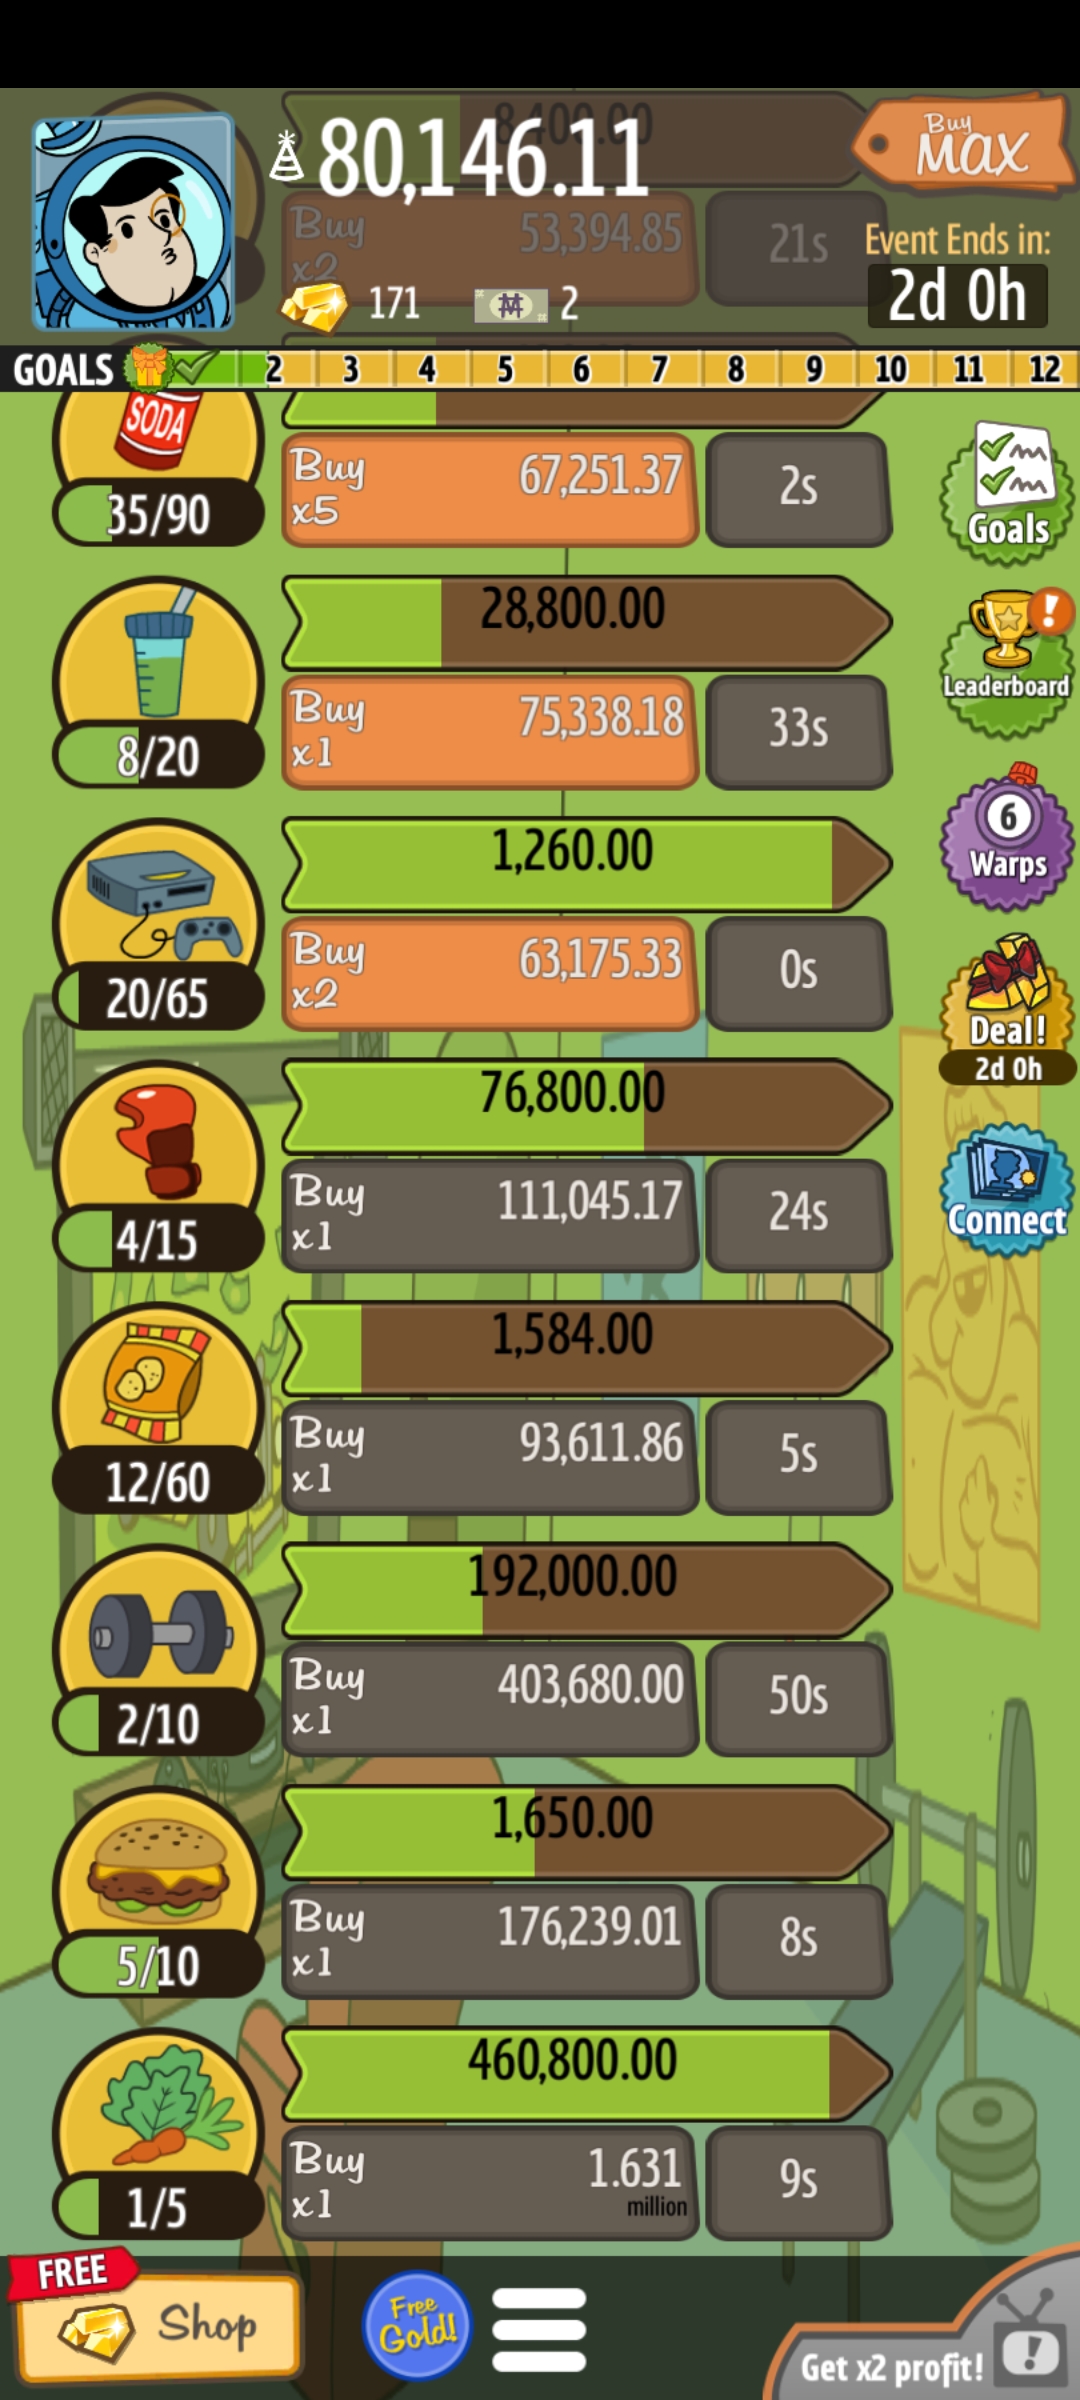 8,400.00
80,146.11
Buy
MAX
Buy
x2
53,394.85
21s
Event Ends in:
2d 0h
171
2
GOALS
2 3 4 5 6 7 8 9 10 11 12
SODA
35/90
Buy
x5
67,251.37
2s
Goals
28,800.00
8/20
Buy
x1
75,338.18
33s
!
Leaderboard
1,260.00
20/65
Buy
x2
63,175.33
0s
6
Warps
76,800.00
4/15
Buy
x1
111,045.17
24s
Deal!
2d 0h
1,584.00
12/60
Buy
x1
93,611.86
5s
Connect
192,000.00
2/10
Buy
x1
403,680.00
50s
1,650.00
5/10
Buy
x1
176,239.01
8s
460,800.00
1/5
Buy
x1
1.631
million
9s
FREE
Shop
Free
Gold!
Get x2 profit!
!